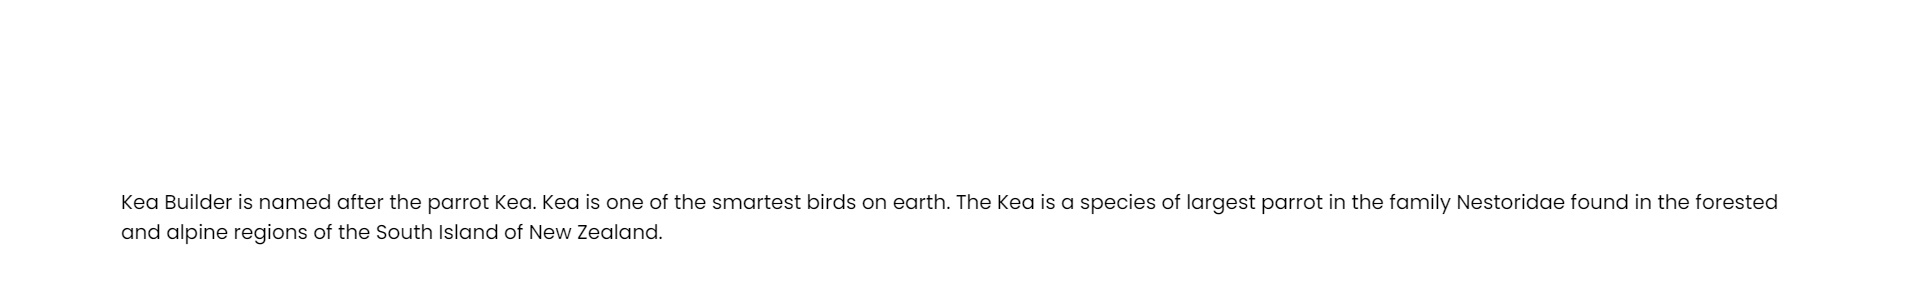 Kea Builder is named after the parrot Kea. Kea is one of the smartest birds on earth. The Kea is a species of largest parrot in the family Nestoridae found in the forested
and alpine regions of the South Island of New Zealand.